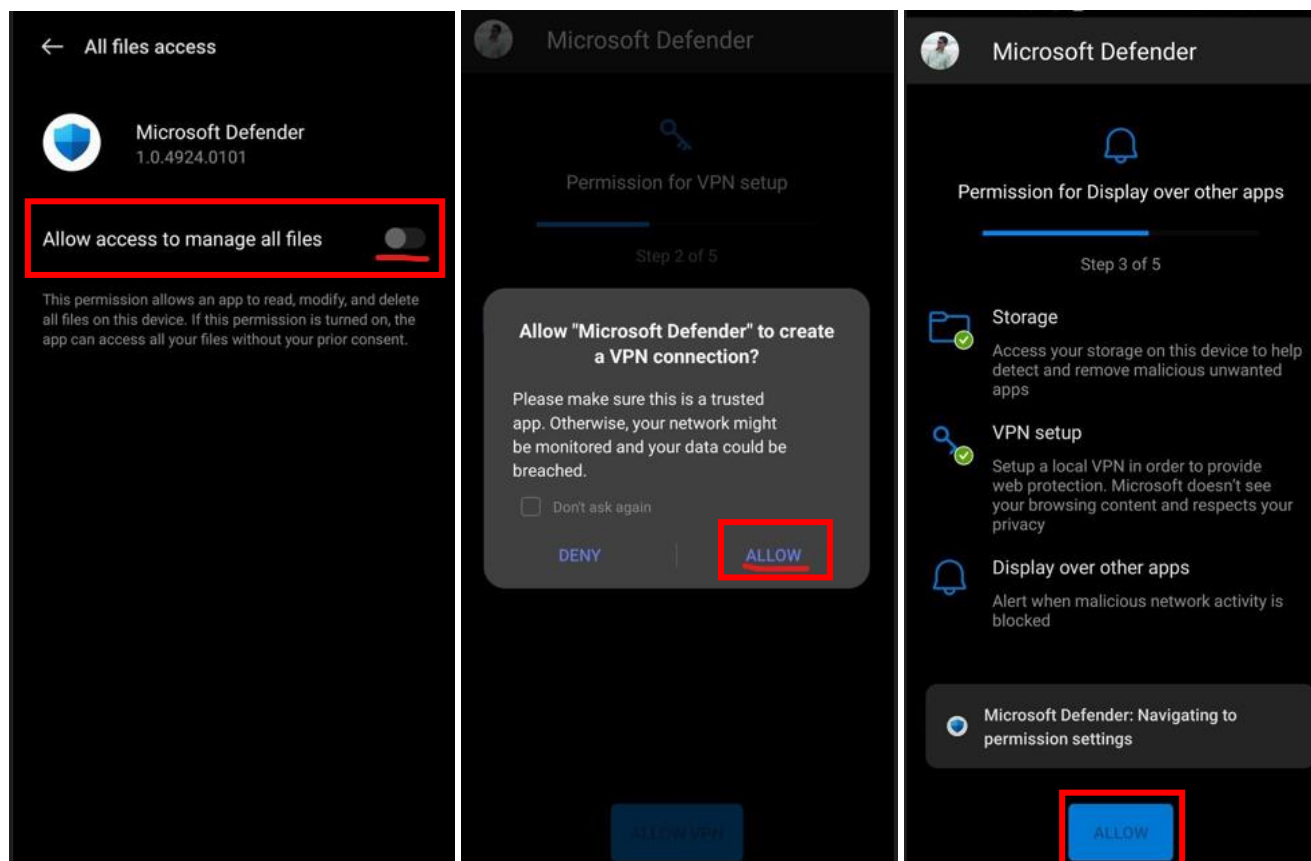 All files access
Microsoft Defender
1.0.4924.0101
Allow access to manage all files
This permission allows an app to read, modify, and delete
all files on this device. If this permission is turned on, the
app can access all your files without your prior consent.
Microsoft Defender
Permission for VPN setup
Step 2 of 5
Allow "Microsoft Defender" to create
a VPN connection?
Please make sure this is a trusted
app. Otherwise, your network might
be monitored and your data could be
breached.
Don't ask again
DENY
ALLOW
ALLOW VPN
Microsoft Defender
Permission for Display over other apps
Step 3 of 5
Storage
Access your storage on this device to help
detect and remove malicious unwanted
apps
VPN setup
Setup a local VPN in order to provide
web protection. Microsoft doesn't see
your browsing content and respects your
privacy
Display over other apps
Alert when malicious network activity is
blocked
Microsoft Defender: Navigating to
permission settings
ALLOW